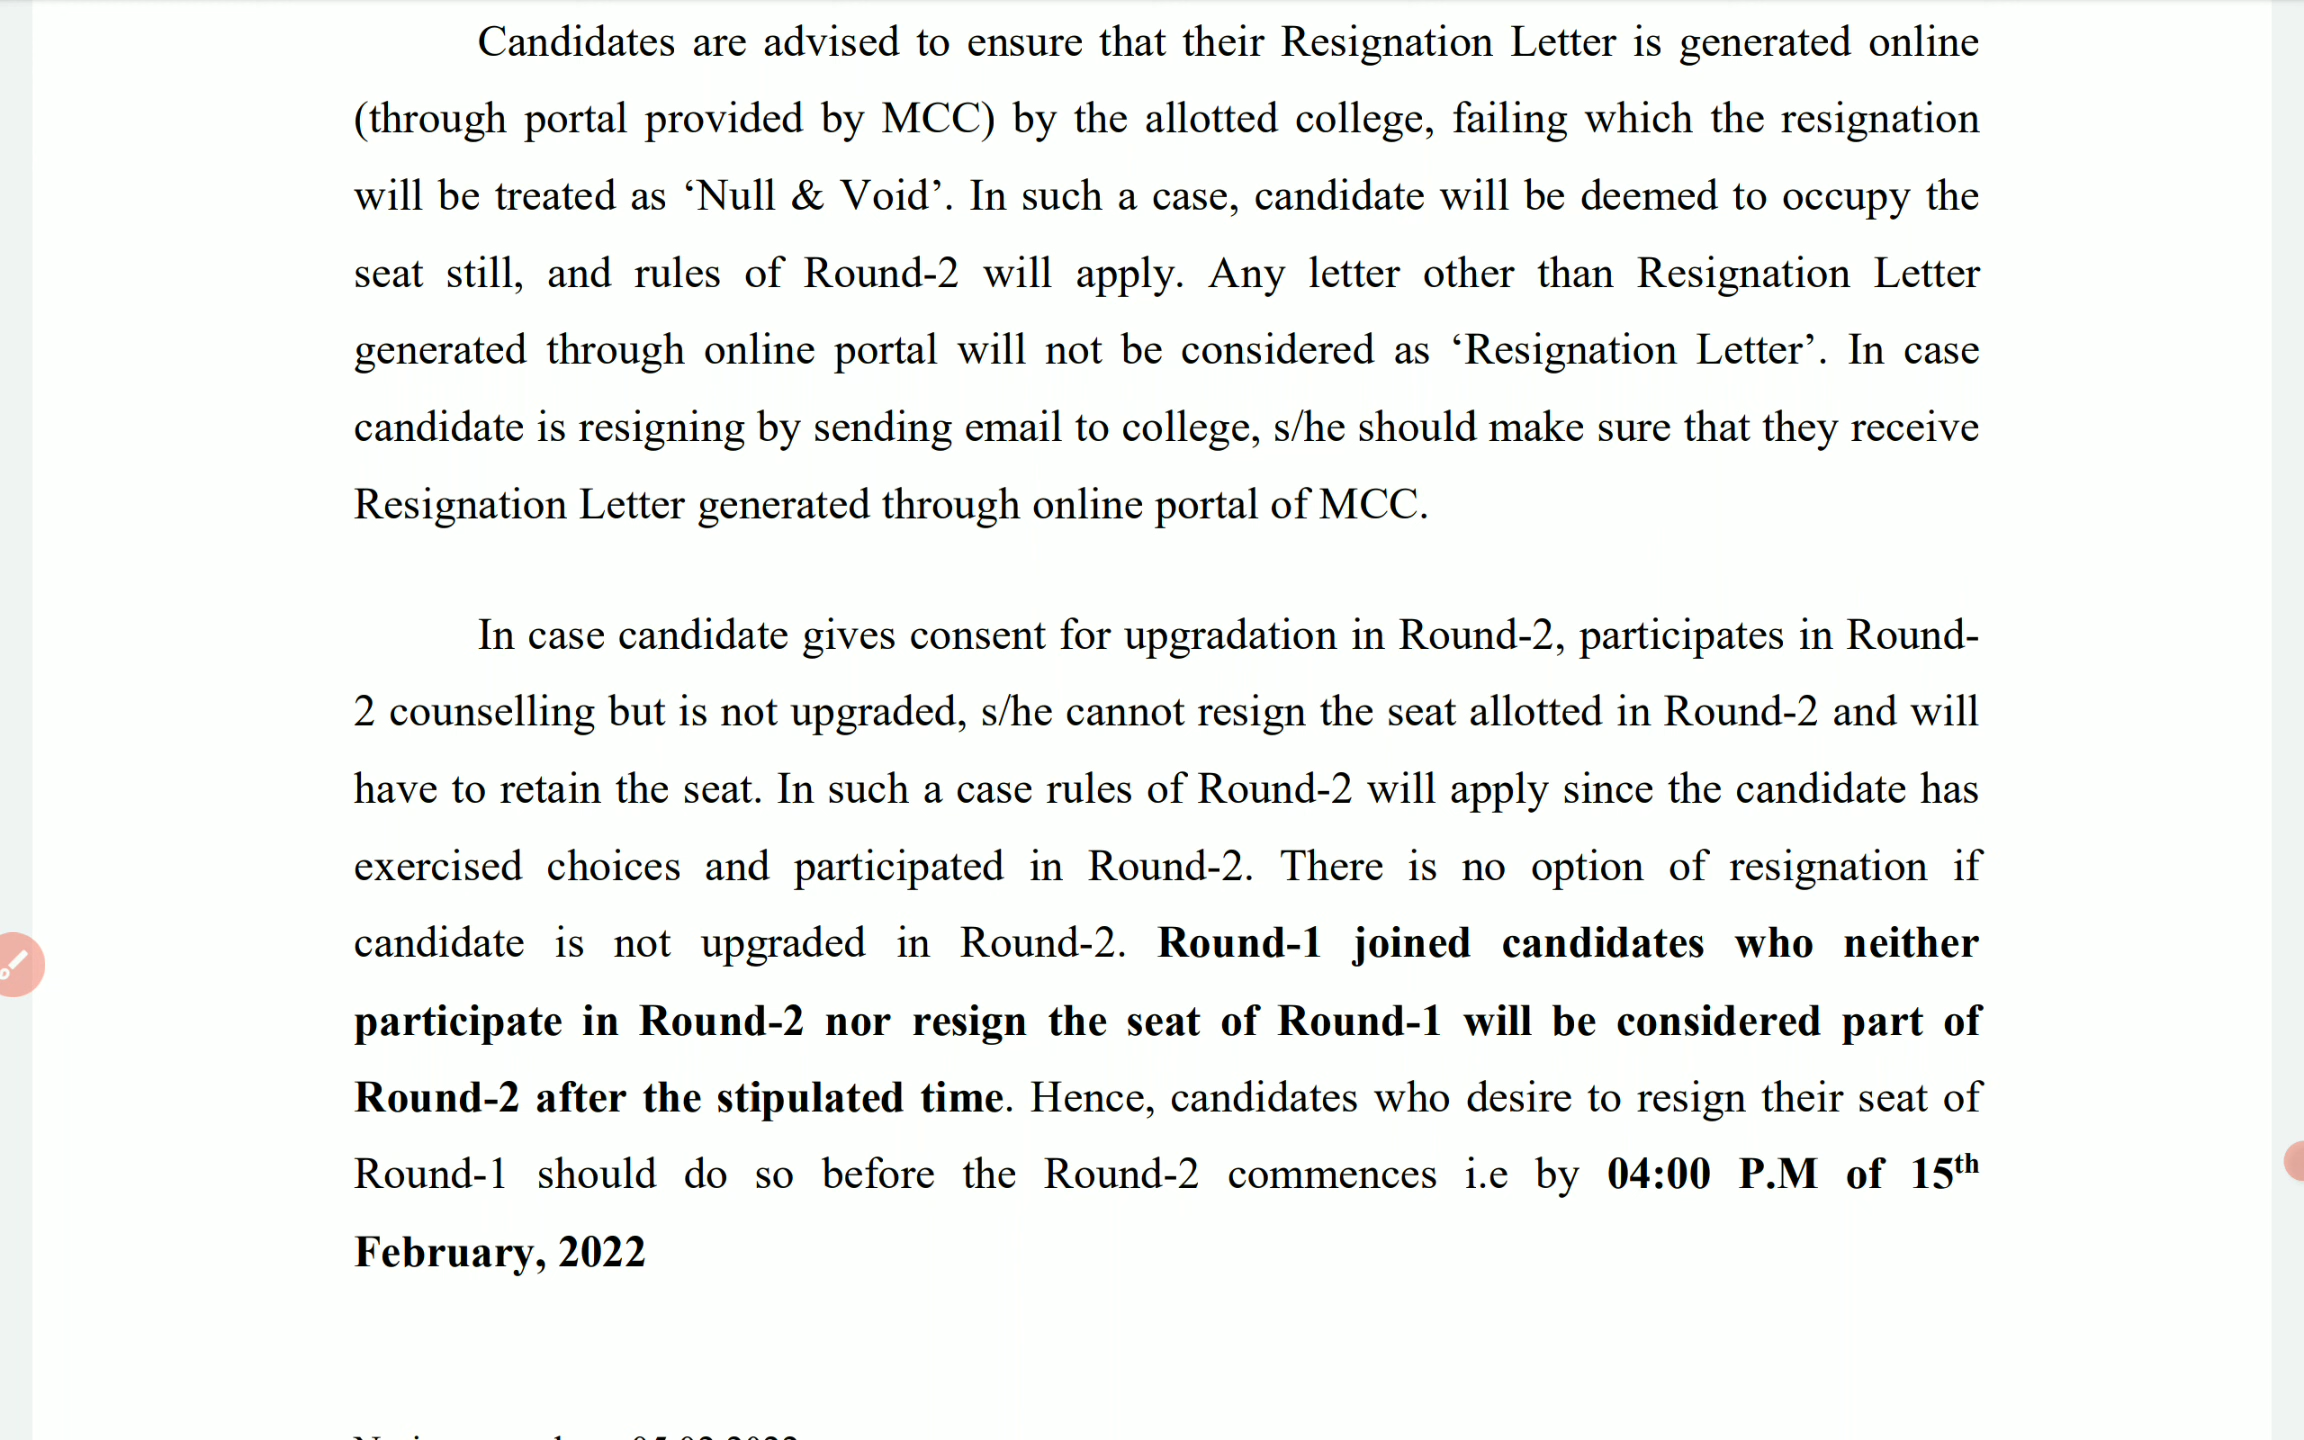 Candidates are advised to ensure that their Resignation Letter is generated online
(through portal provided by MCC) by the allotted college, failing which the resignation
will be treated as ‘Null & Void’. In such a case, candidate will be deemed to occupy the
seat still, and rules of Round-2 will apply. Any letter other than Resignation Letter
generated through online portal will not be considered as ‘Resignation Letter’. In case
candidate is resigning by sending email to college, s/he should make sure that they receive
Resignation Letter generated through online portal of MCC.
In case candidate gives consent for upgradation in Round-2, participates in Round-
2 counselling but is not upgraded, s/he cannot resign the seat allotted in Round-2 and will
have to retain the seat. In such a case rules of Round-2 will apply since the candidate has
exercised choices and participated in Round-2. There is no option of resignation if
candidate is not upgraded in Round-2. Round-1 joined candidates who neither
participate in Round-2 nor resign the seat of Round-1 will be considered part of
Round-2 after the stipulated time. Hence, candidates who desire to resign their seat of
Round-1 should do so before the Round-2 commences i.e by 04:00 P.M of 15th
February, 2022